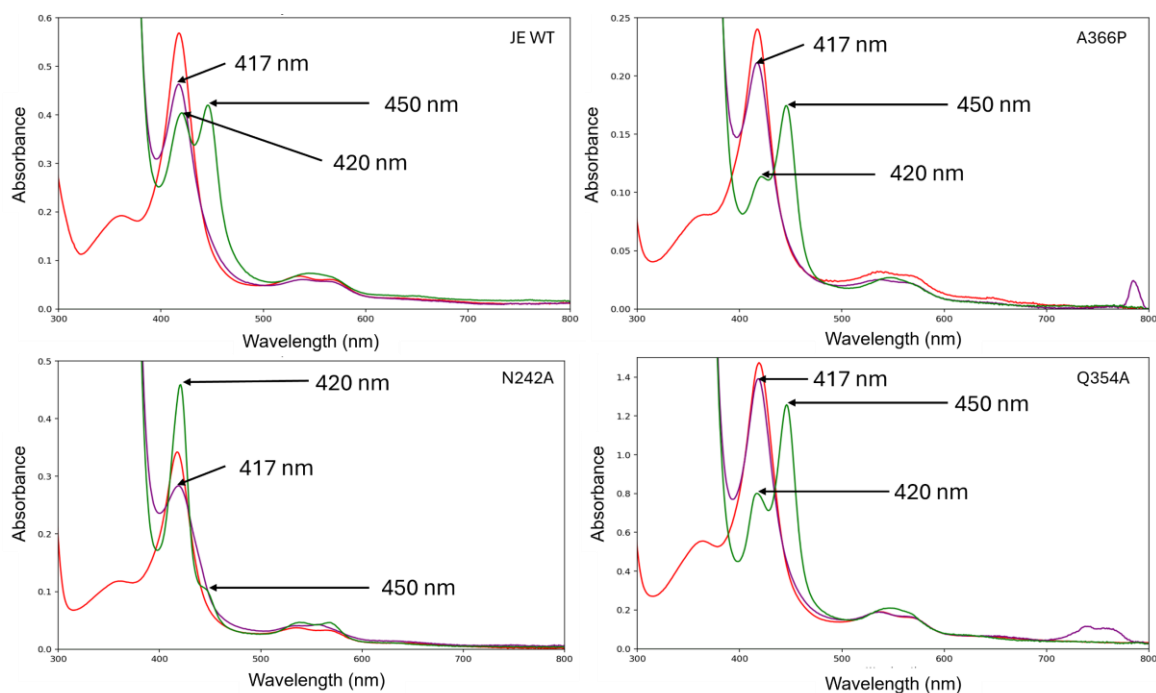 JE WT
0.6
0.5
0.4
0.3
0.2
0.1
0.0
Absorbance
417 nm
450 nm
420 nm
300
400
500
600
700
800
Wavelength (nm)
A366P
0.25
0.20
0.15
0.10
0.05
0.00
Absorbance
417 nm
450 nm
420 nm
300
400
500
600
700
800
Wavelength (nm)
N242A
0.5
0.4
0.3
0.2
0.1
0.0
Absorbance
420 nm
417 nm
450 nm
300
400
500
600
700
800
Wavelength (nm)
Q354A
1.4
1.2
1.0
0.8
0.6
0.4
0.2
0.0
Absorbance
417 nm
450 nm
420 nm
300
400
500
600
700
800
Wavelength (nm)